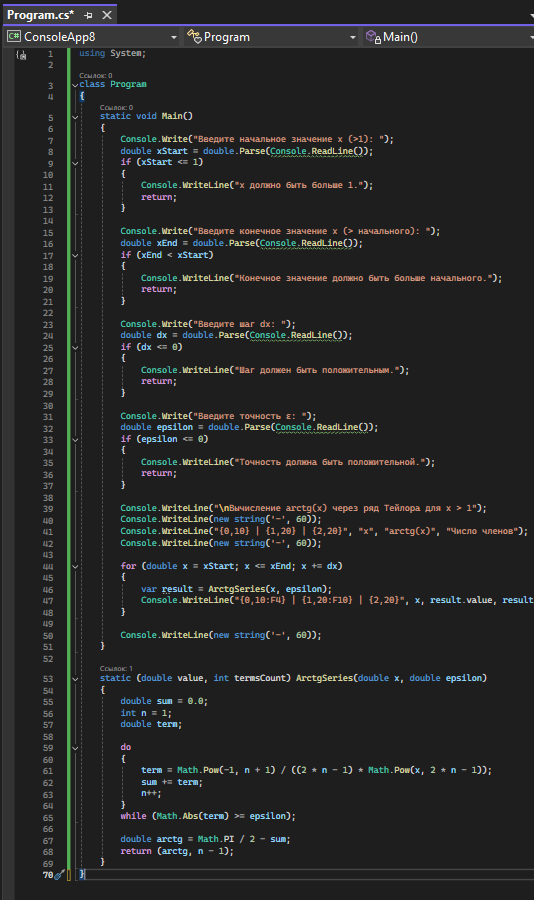 Program.cs*
ConsoleApp8 Program Main()
1 using System;
2
Ссылок: 0
3 class Program
4 {
Ссылок: 0
5 static void Main()
6 {
7 Console.Write("Введите начальное значение x (>1): ");
8 double xStart = double.Parse(Console.ReadLine());
9 if (xStart <= 1)
10 {
11 Console.WriteLine("x должно быть больше 1.");
12 return;
13 }
14
15 Console.Write("Введите конечное значение x (> начального): ");
16 double xEnd = double.Parse(Console.ReadLine());
17 if (xEnd < xStart)
18 {
19 Console.WriteLine("Конечное значение должно быть больше начального.");
20 return;
21 }
22
23 Console.Write("Введите шаг dx: ");
24 double dx = double.Parse(Console.ReadLine());
25 if (dx <= 0)
26 {
27 Console.WriteLine("Шаг должен быть положительным.");
28 return;
29 }
30
31 Console.Write("Введите точность ε: ");
32 double epsilon = double.Parse(Console.ReadLine());
33 if (epsilon <= 0)
34 {
35 Console.WriteLine("Точность должна быть положительной.");
36 return;
37 }
38
39 Console.WriteLine("\nВычисление arctg(x) через ряд Тейлора для x > 1");
40 Console.WriteLine(new string('-', 60));
41 Console.WriteLine("{0,10} | {1,20} | {2,20}", "x", "arctg(x)", "Число членов");
42 Console.WriteLine(new string('-', 60));
43
44 for (double x = xStart; x <= xEnd; x += dx)
45 {
46 var result = ArctgSeries(x, epsilon);
47 Console.WriteLine("{0,10:F4} | {1,20:F10} | {2,20}", x, result.value, result
48 }
49
50 Console.WriteLine(new string('-', 60));
51 }
52
Ссылок: 1
53 static (double value, int termsCount) ArctgSeries(double x, double epsilon)
54 {
55 double sum = 0.0;
56 int n = 1;
57 double term;
58
59 do
60 {
61 term = Math.Pow(-1, n + 1) / ((2 * n - 1) * Math.Pow(x, 2 * n - 1));
62 sum += term;
63 n++;
64 }
65 while (Math.Abs(term) >= epsilon);
66
67 double arctg = Math.PI / 2 - sum;
68 return (arctg, n - 1);
69 }
70 }